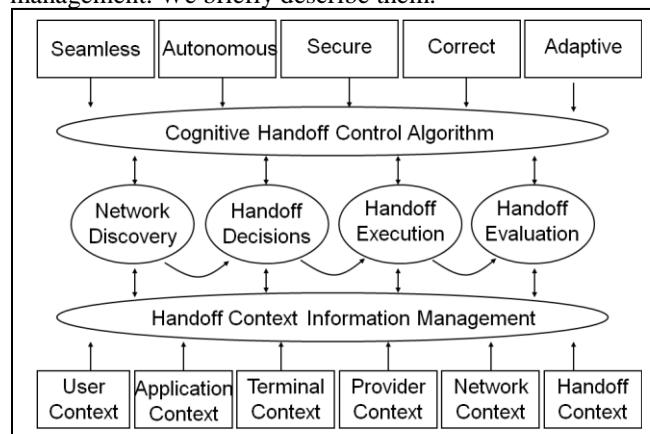 management. We briefly describe them.
Seamless Autonomous Secure Correct Adaptive
Cognitive Handoff Control Algorithm
Network Discovery
Handoff Decisions
Handoff Execution
Handoff Evaluation
Handoff Context Information Management
User Context
Application Context
Terminal Context
Provider Context
Network Context
Handoff Context